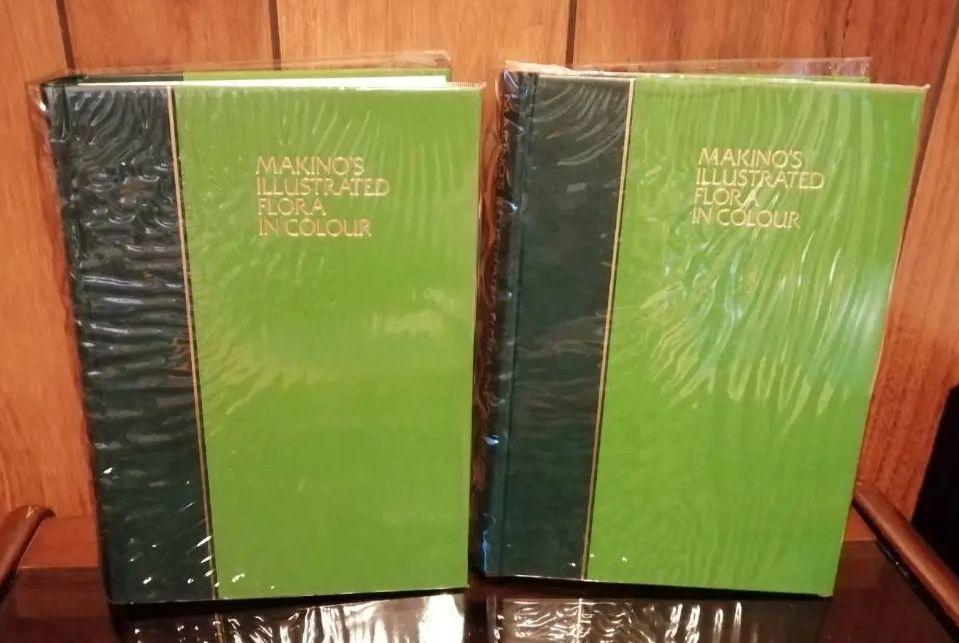 MAKINO'S
ILLUSTRATED
FLORA
IN COLOUR
MAKINO'S
ILLUSTRATED
FLORA
IN COLOUR